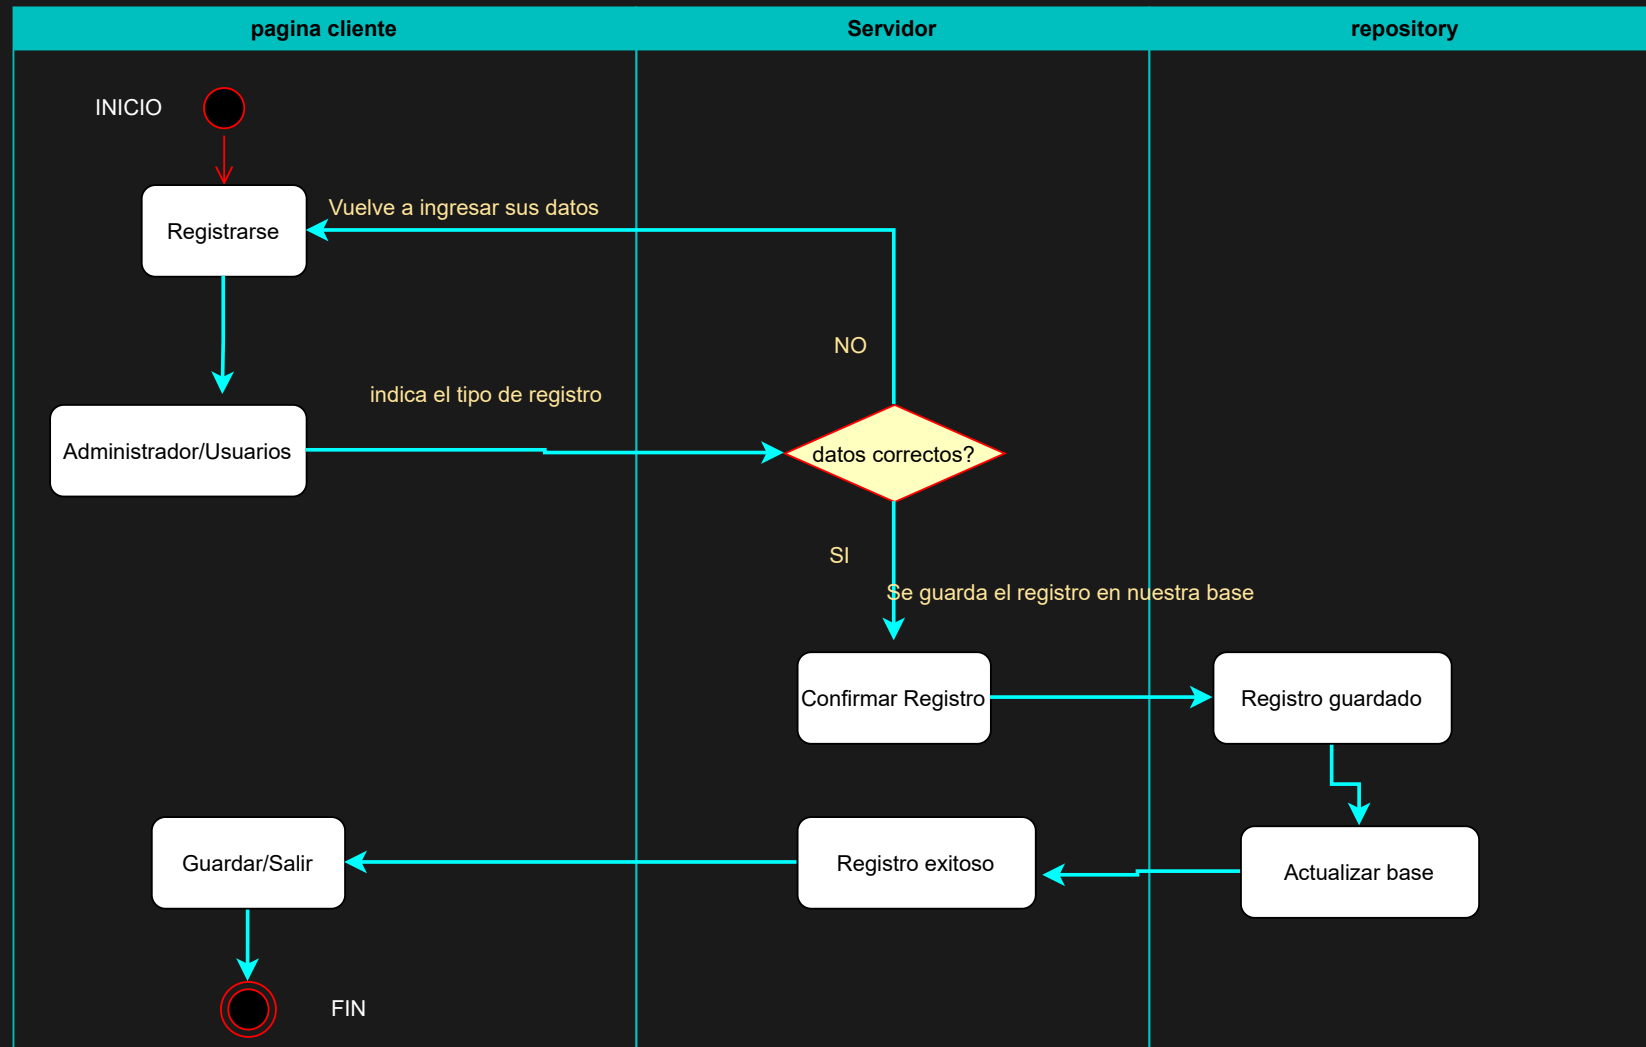 pagina cliente
Servidor
repository
INICIO
Registrarse
Vuelve a ingresar sus datos
NO
indica el tipo de registro
Administrador/Usuarios
datos correctos?
SI
Se guarda el registro en nuestra base
Confirmar Registro
Registro guardado
Guardar/Salir
Registro exitoso
Actualizar base
FIN